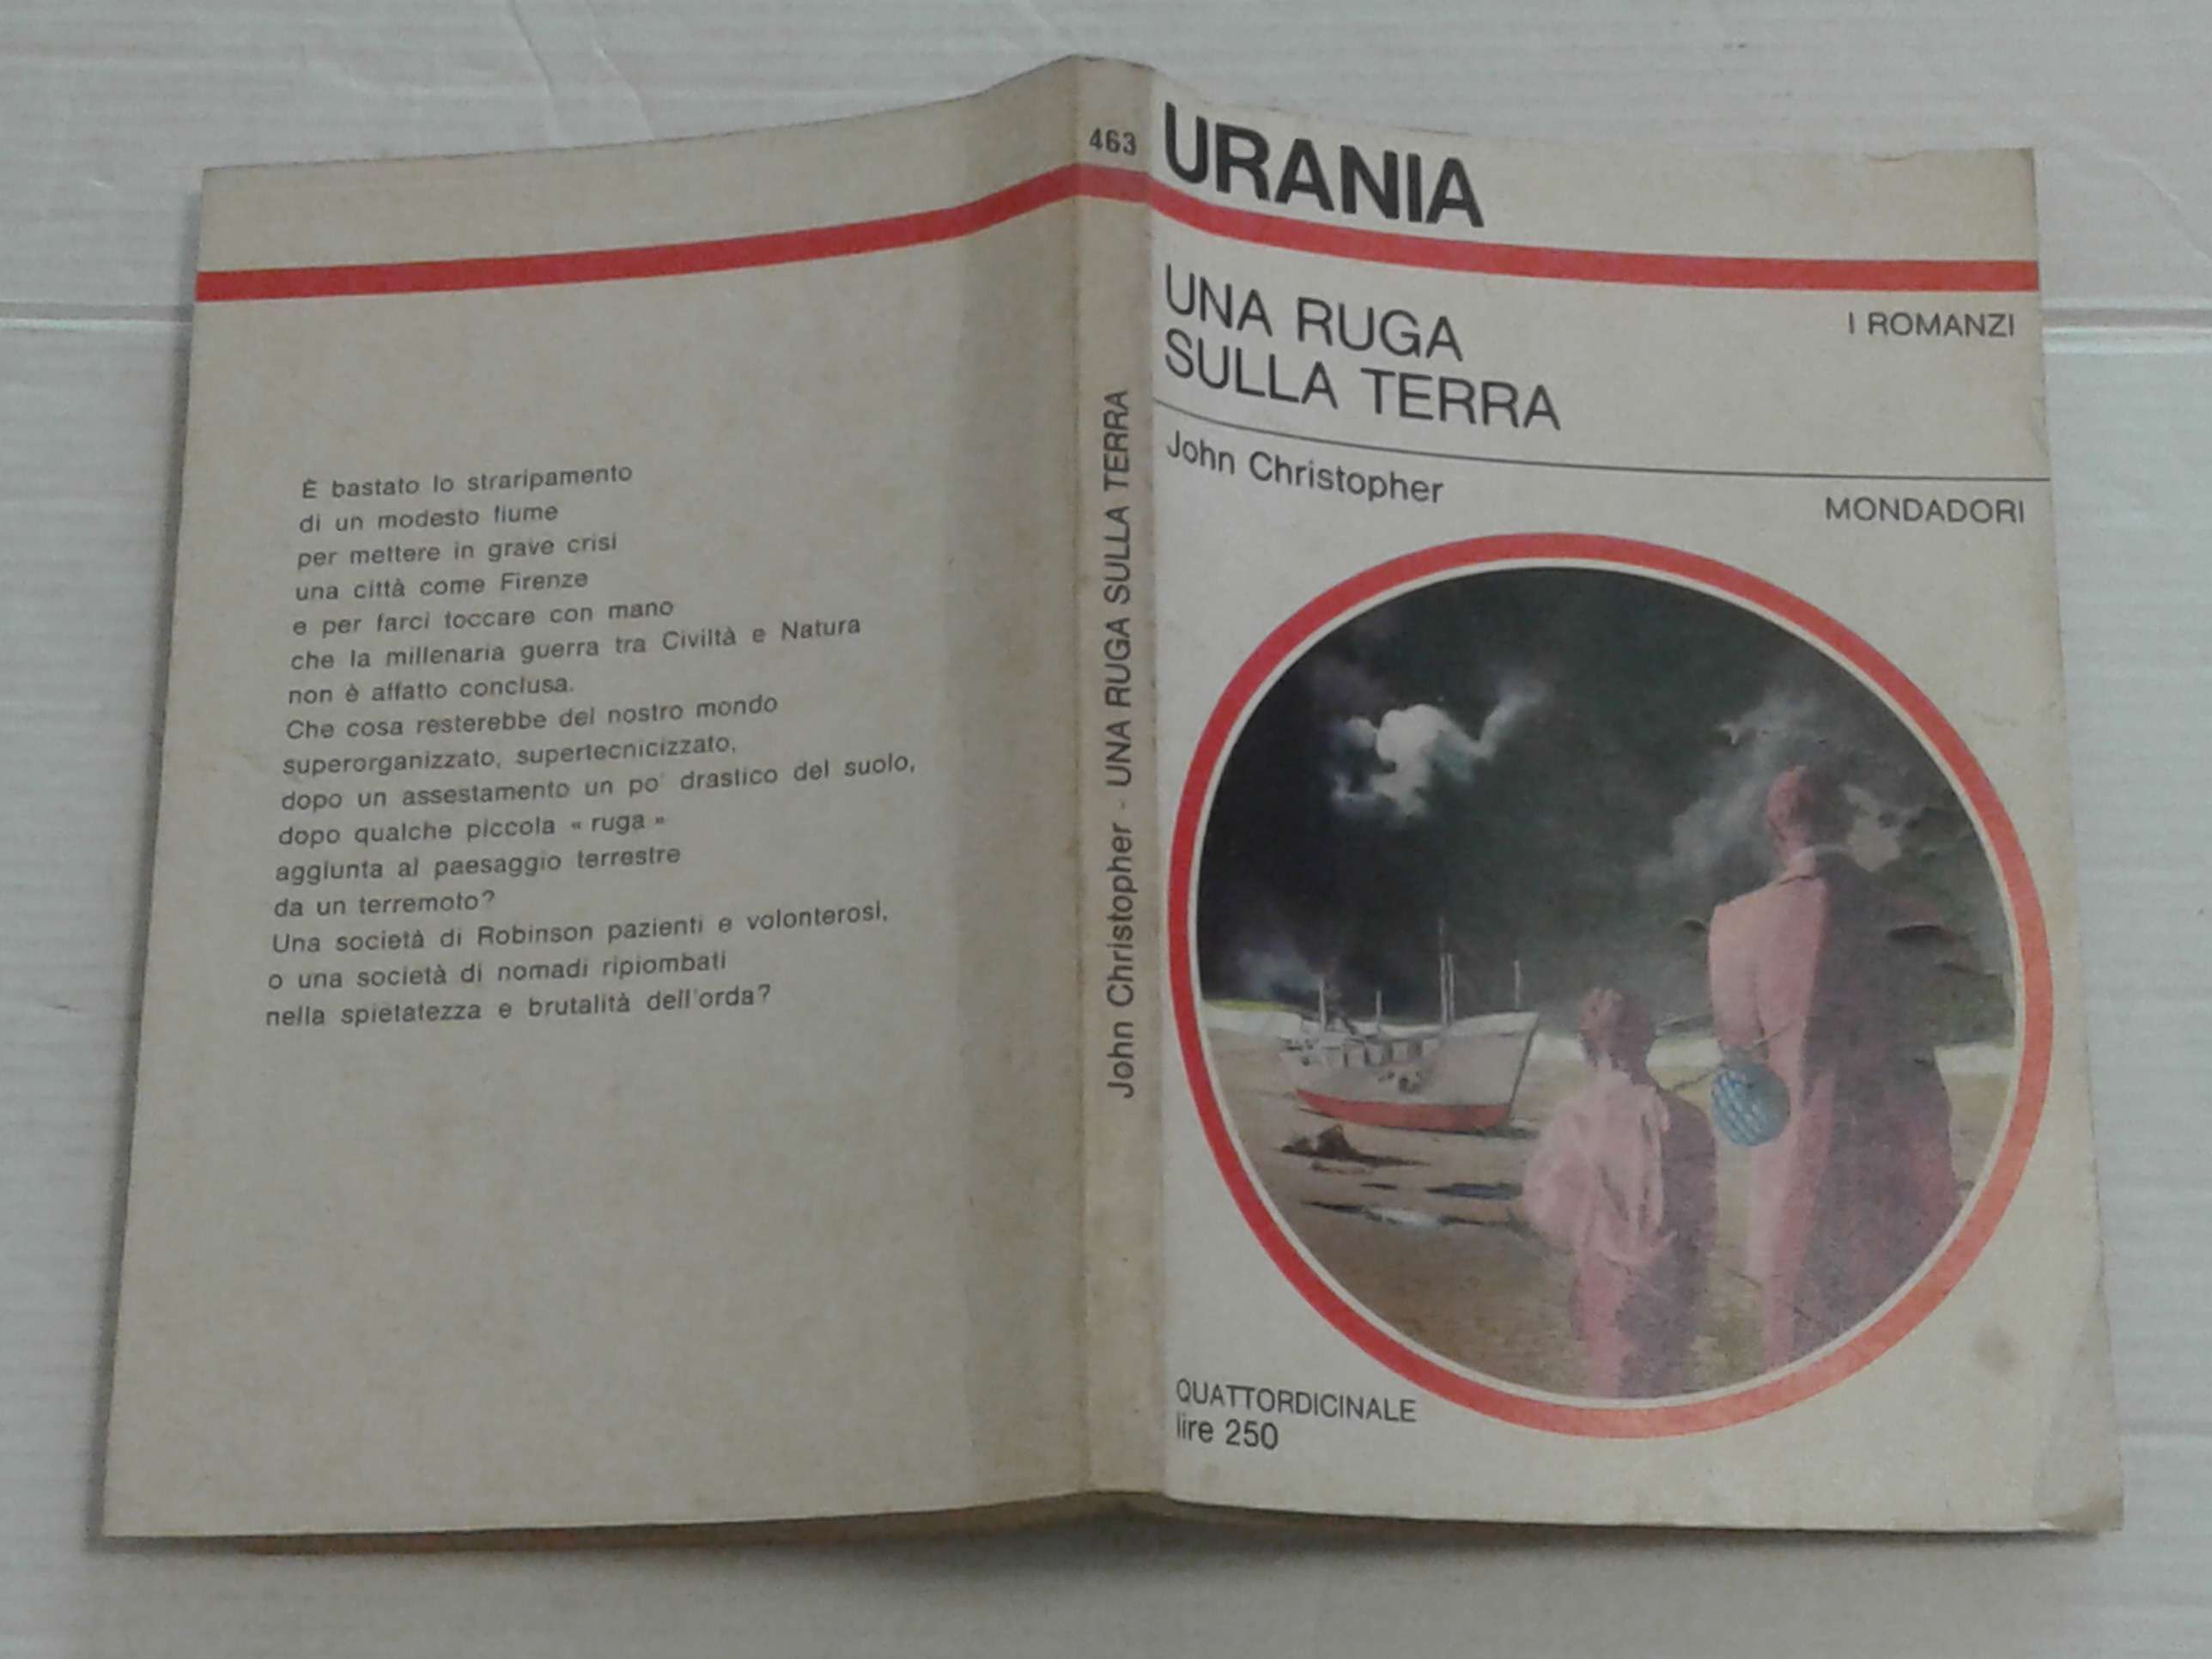 È bastato lo straripamento
di un modesto fiume
per mettere in grave crisi
una città come Firenze
e per farci toccare con mano
che la millenaria guerra tra Civiltà e Natura
non è affatto conclusa.
Che cosa resterebbe del nostro mondo
superorganizzato, supertecnicizzato,
dopo un assestamento un po' drastico del suolo,
dopo qualche piccola « ruga »
aggiunta al paesaggio terrestre
da un terremoto?
Una società di Robinson pazienti e volonterosi,
o una società di nomadi ripiombati
nella spietatezza e brutalità dell'orda?
463
John Christopher - UNA RUGA SULLA TERRA
URANIA
I ROMANZI
UNA RUGA
SULLA TERRA
John Christopher
MONDADORI
QUATTORDICINALE
lire 250